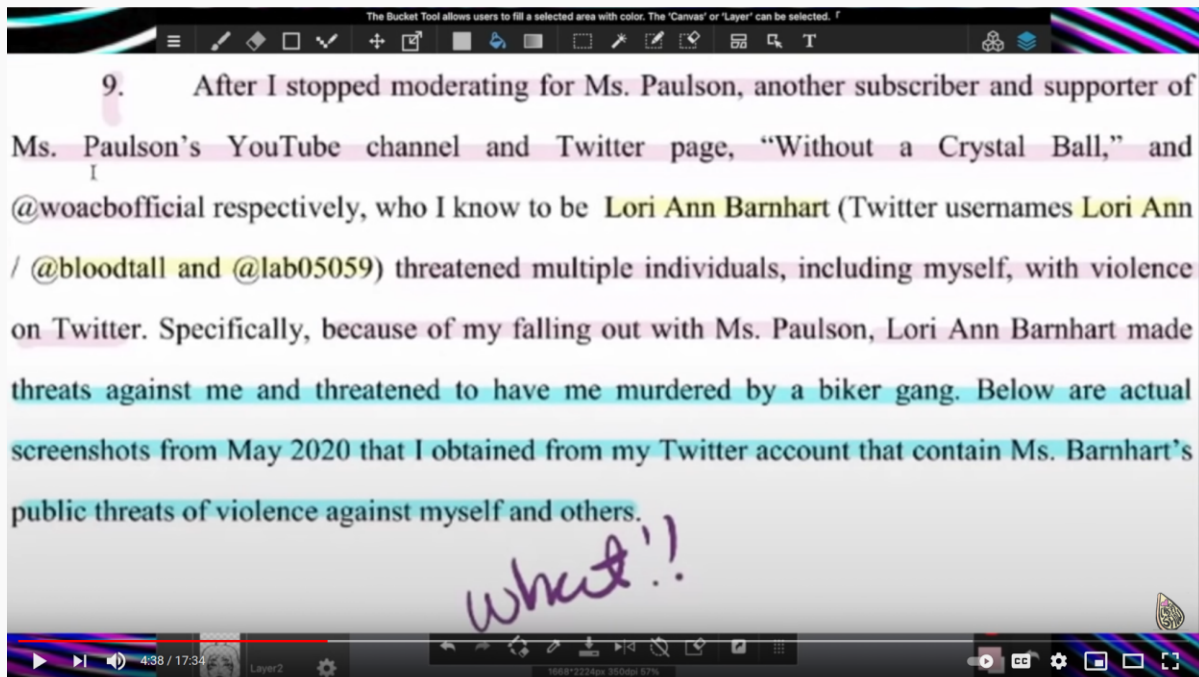 The Bucket Tool allows users to fill a selected area with color. The 'Canvas' or 'Layer' can be selected.
T
9. After I stopped moderating for Ms. Paulson, another subscriber and supporter of
Ms. Paulson's YouTube channel and Twitter page, "Without a Crystal Ball," and
@woacbofficial respectively, who I know to be Lori Ann Barnhart (Twitter usernames Lori Ann
/ @bloodtall and @lab05059) threatened multiple individuals, including myself, with violence
on Twitter. Specifically, because of my falling out with Ms. Paulson, Lori Ann Barnhart made
threats against me and threatened to have me murdered by a biker gang. Below are actual
screenshots from May 2020 that I obtained from my Twitter account that contain Ms. Barnhart's
public threats of violence against myself and others.
what!!
4:38 / 17:34
Layer2
1668*2224px 350dpi 57%
CC